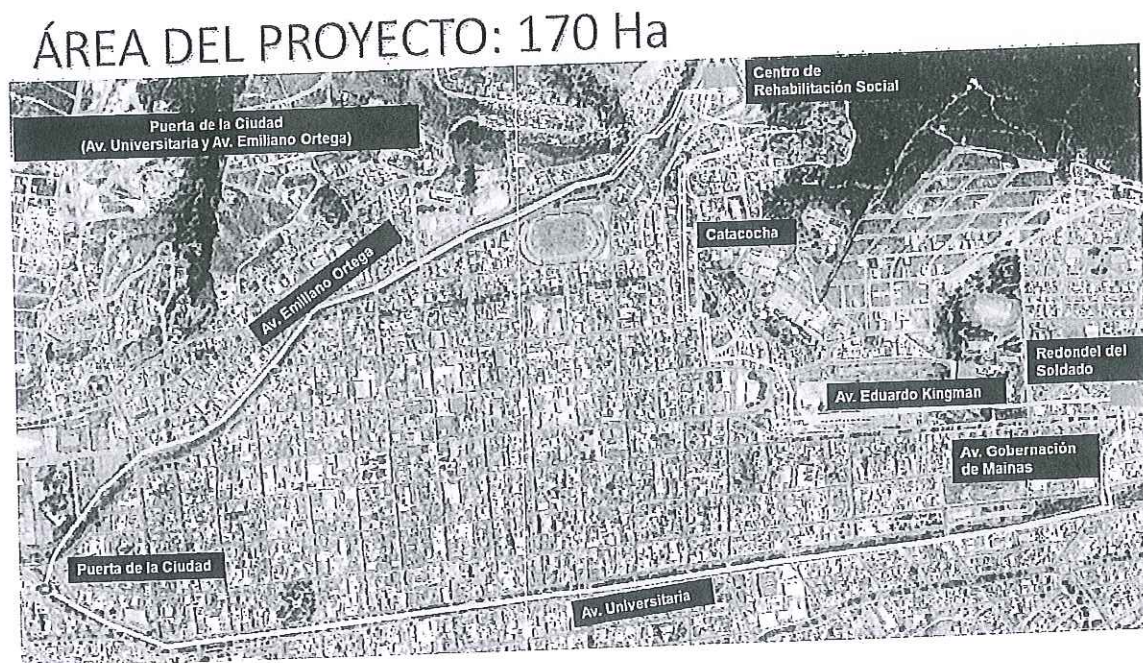 ÁREA DEL PROYECTO: 170 Ha
Centro de
Rehabilitación Social
Puerta de la Ciudad
(Av. Universitaria y Av. Emiliano Ortega)
Catacocha
Av. Emiliano Ortega
Redondel del
Soldado
Av. Eduardo Kingman
Av. Gobernación
de Mainas
Puerta de la Ciudad
Av. Universitaria